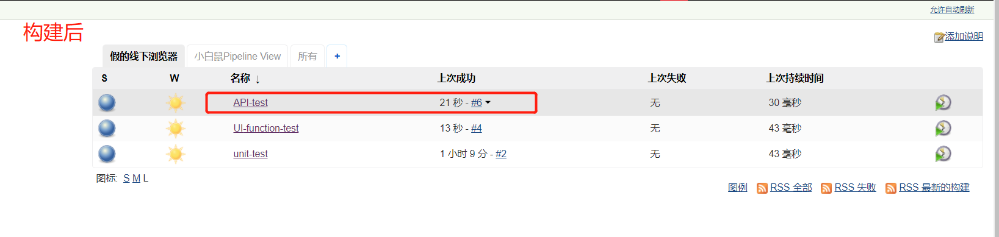 允许自动刷新
构建后
添加说明
假的线下浏览器 小白鼠Pipeline View 所有 +
S W 名称 ↓ 上次成功 上次失败 上次持续时间
API-test 21 秒 - #6 无 30 毫秒
UI-function-test 13 秒 - #4 无 43 毫秒
unit-test 1 小时 9 分 - #2 无 43 毫秒
图标: S M L
图例 RSS 全部 RSS 失败 RSS 最新的构建